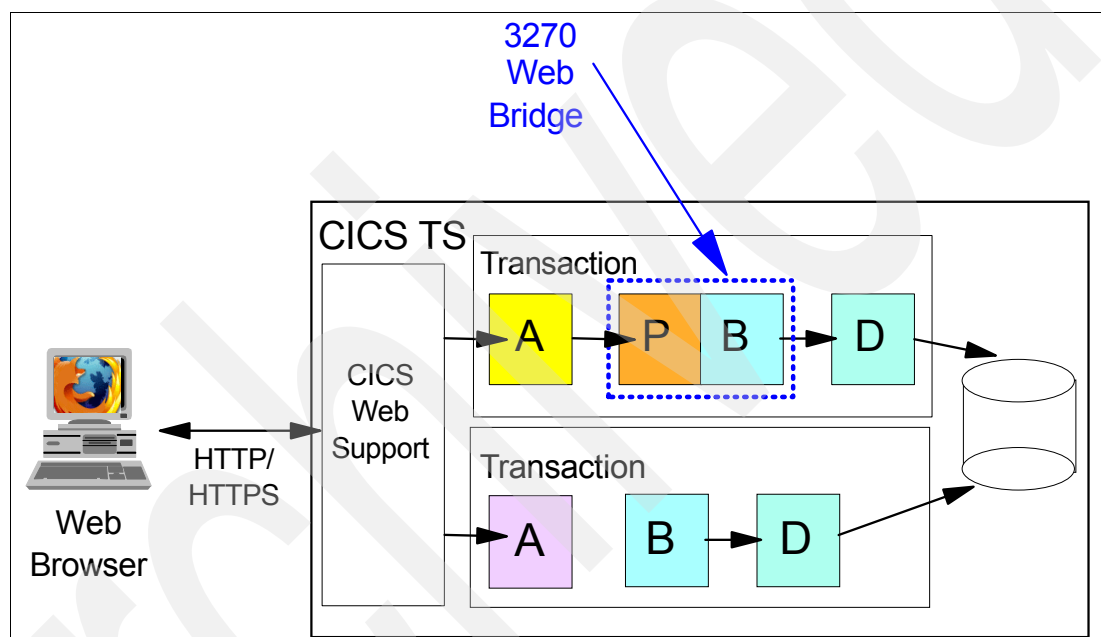 3270
Web
Bridge
CICS TS
Transaction
A
P
B
D
CICS
Web
Support
HTTP/
HTTPS
Web
Browser
Transaction
A
B
D